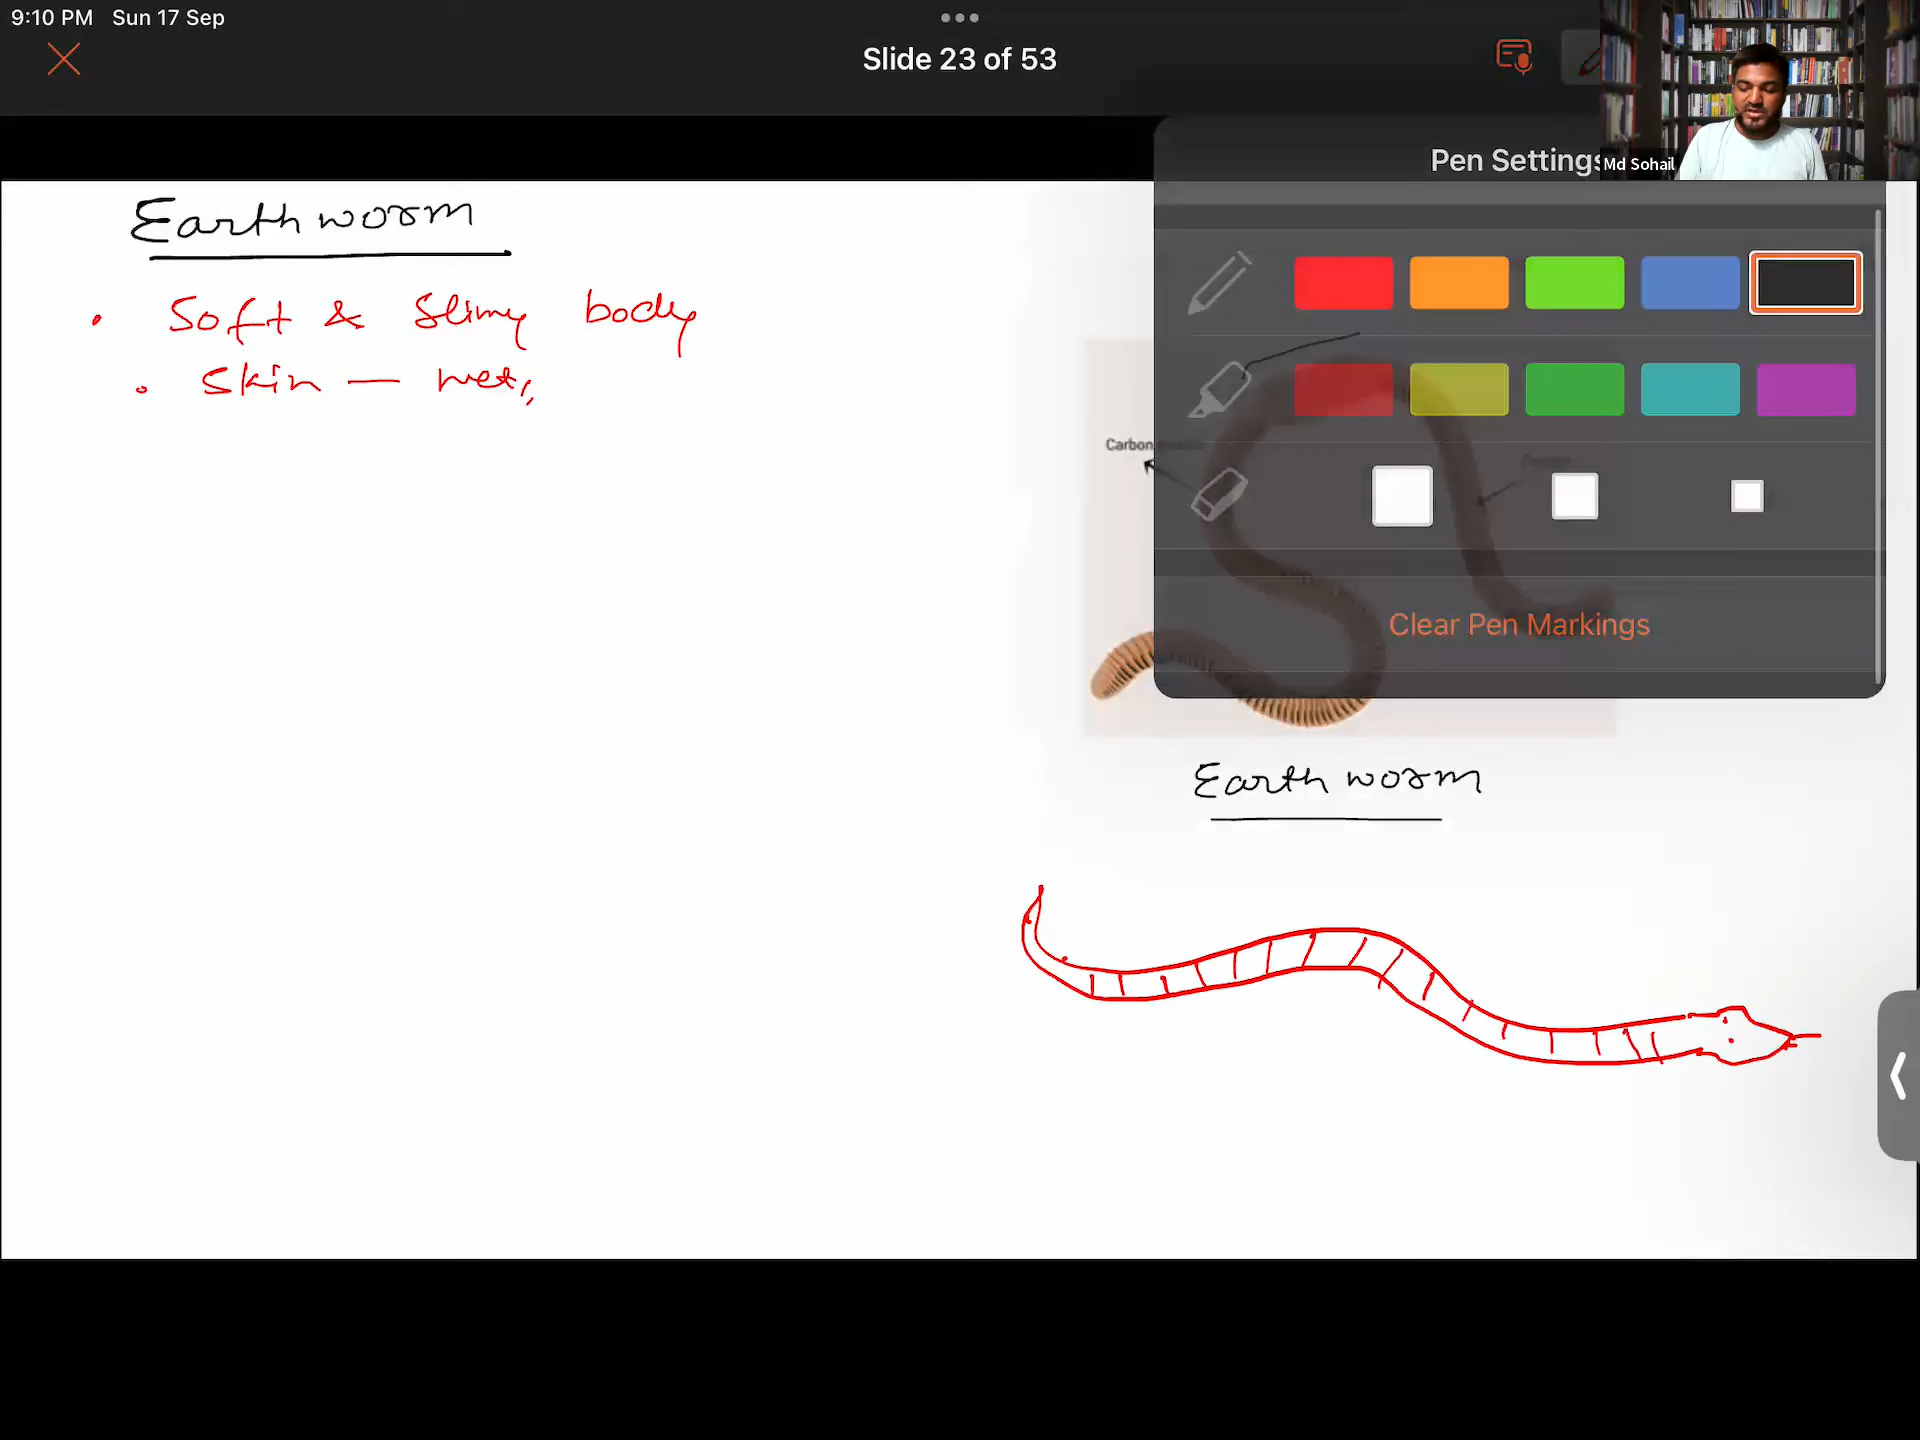 9:10 PM Sun 17 Sep
Slide 23 of 53
Pen Settings
Md Sohail
Earthworm
• Soft & Slimy body
• Skin — wet,
Carbon
Clear Pen Markings
Earthworm